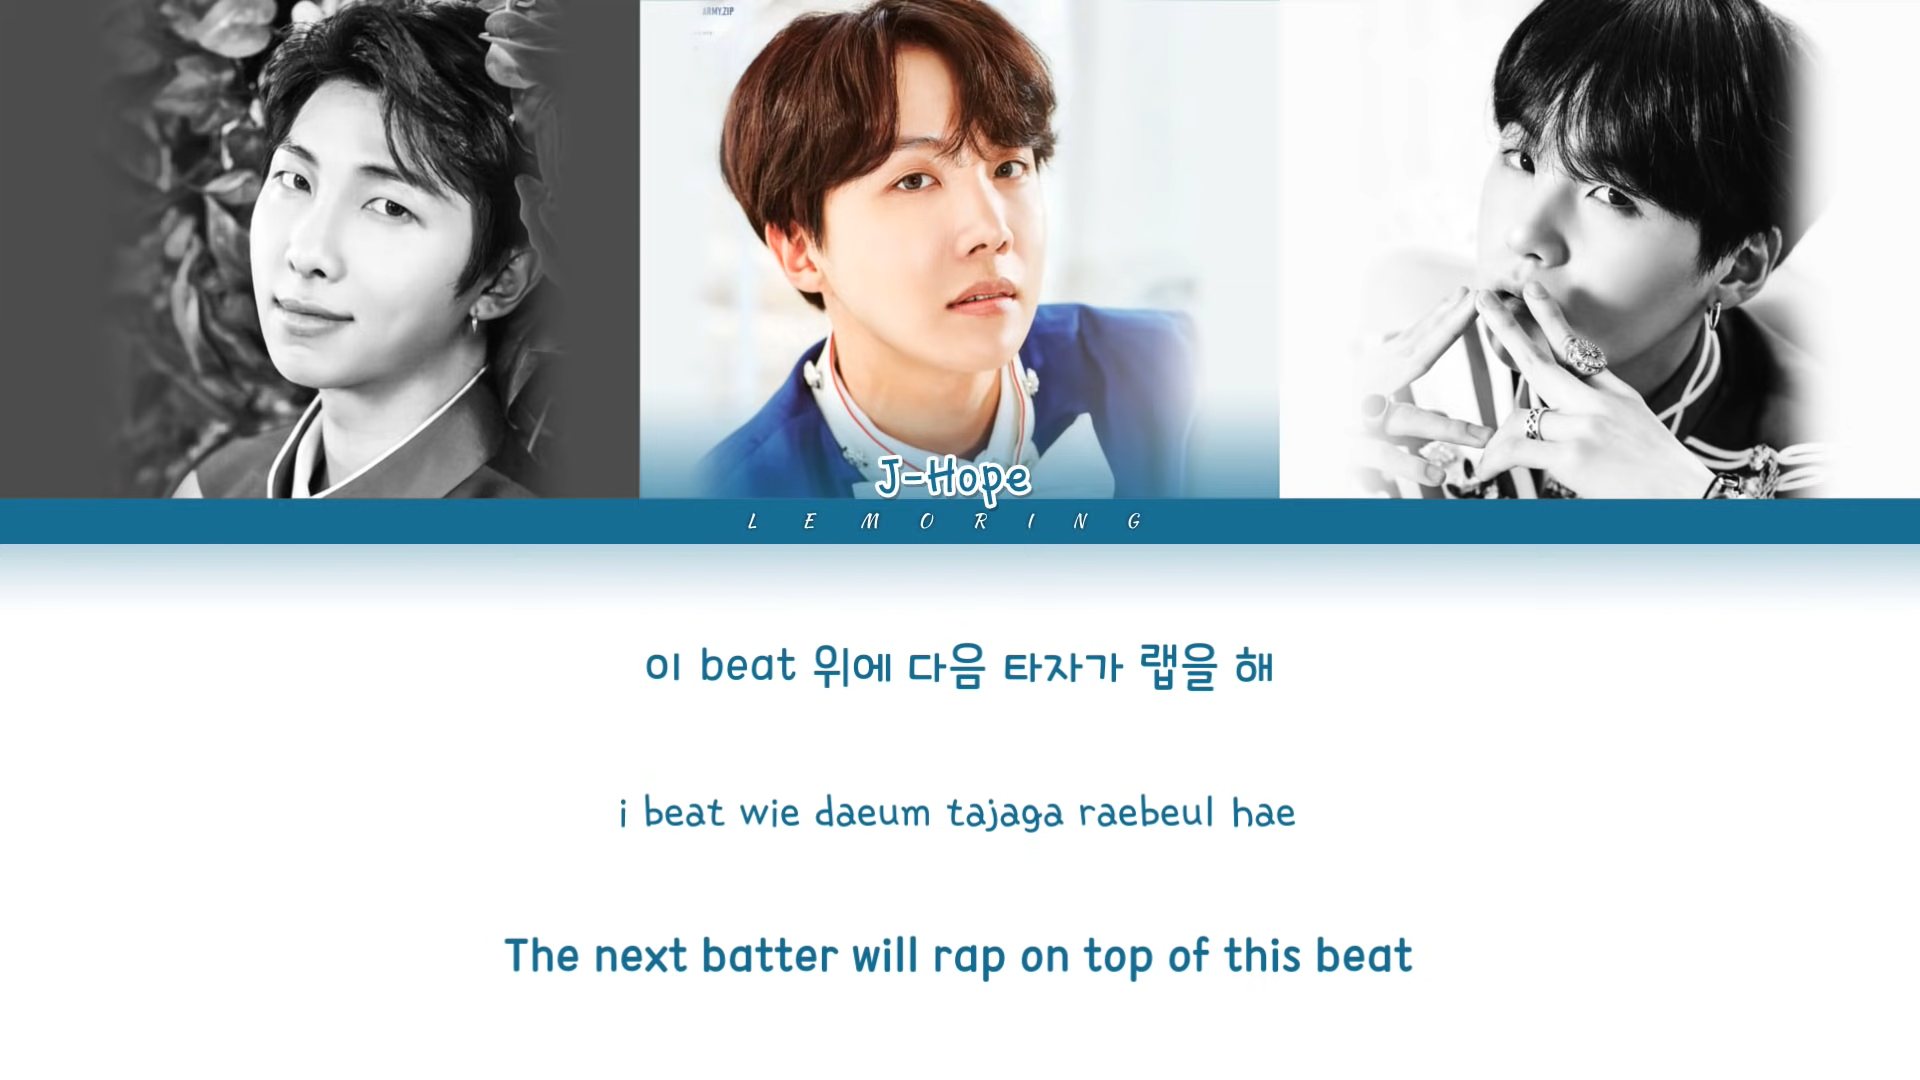 ARMY.ZIP
J-Hope
LEMORING
이 beat 위에 다음 타자가 랩을 해
i beat wie daeum tajaga raebeul hae
The next batter will rap on top of this beat